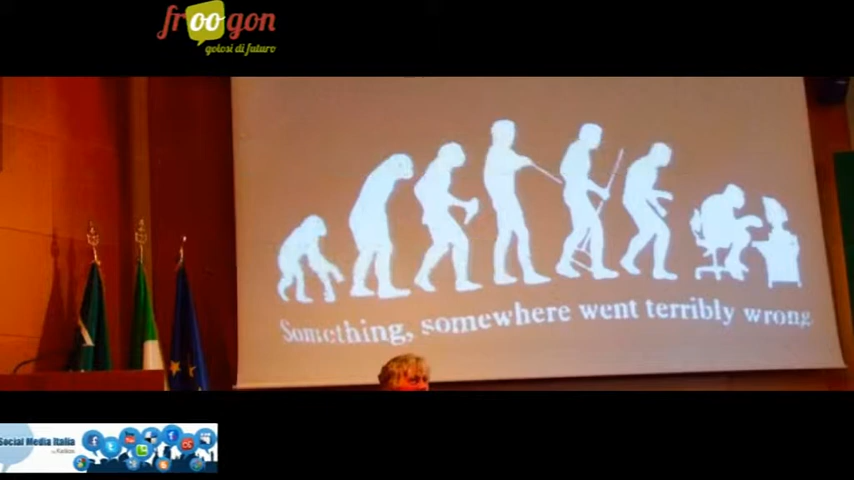 froogon
golosi di futuro
Something, somewhere went terribly wrong
Social Media Italia